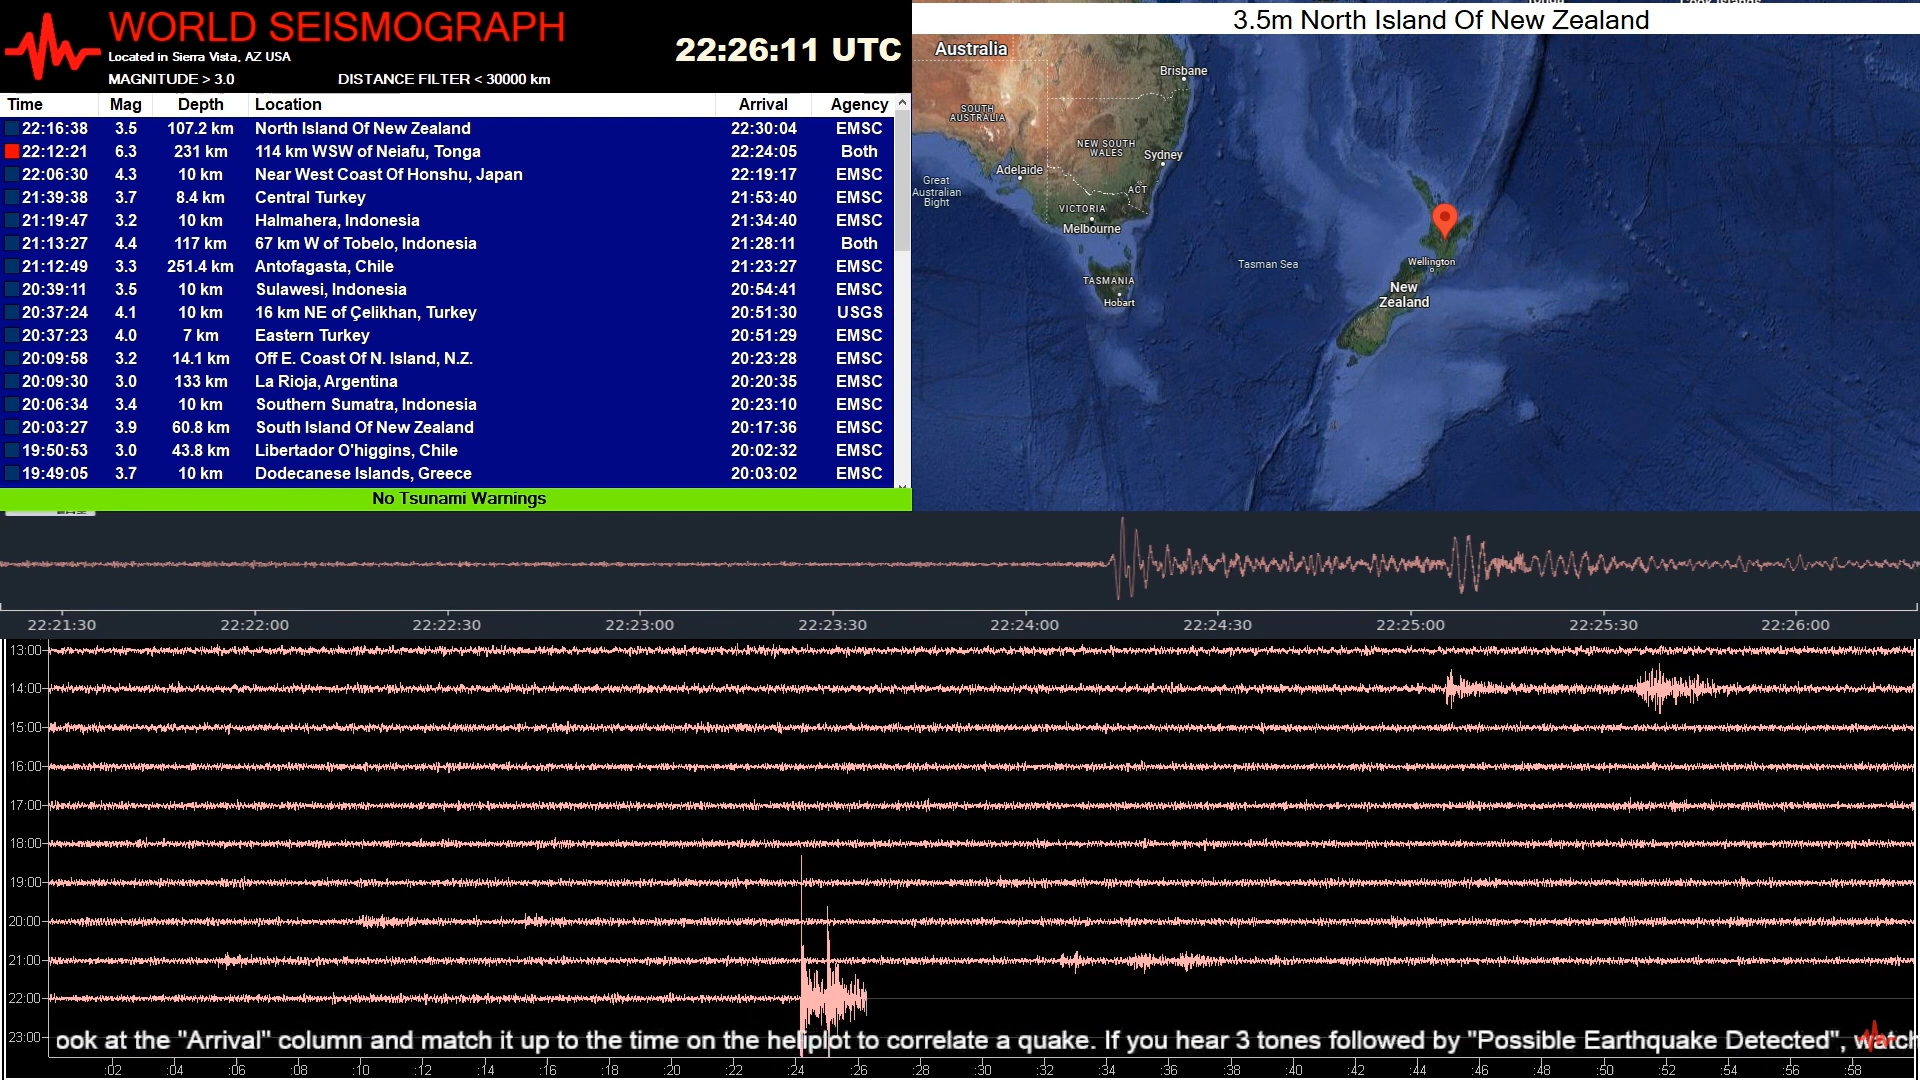 WORLD SEISMOGRAPH
Located in Sierra Vista, AZ USA
MAGNITUDE > 3.0 DISTANCE FILTER < 30000 km
22:26:11 UTC
Time Mag Depth Location Arrival Agency
22:16:38 3.5 107.2 km North Island Of New Zealand 22:30:04 EMSC
22:12:21 6.3 231 km 114 km WSW of Neiafu, Tonga 22:24:05 Both
22:06:30 4.3 10 km Near West Coast Of Honshu, Japan 22:19:17 EMSC
21:39:38 3.7 8.4 km Central Turkey 21:53:40 EMSC
21:19:47 3.2 10 km Halmahera, Indonesia 21:34:40 EMSC
21:13:27 4.4 117 km 67 km W of Tobelo, Indonesia 21:28:11 Both
21:12:49 3.3 251.4 km Antofagasta, Chile 21:23:27 EMSC
20:39:11 3.5 10 km Sulawesi, Indonesia 20:54:41 EMSC
20:37:24 4.1 10 km 16 km NE of Çelikhan, Turkey 20:51:30 USGS
20:37:23 4.0 7 km Eastern Turkey 20:51:29 EMSC
20:09:58 3.2 14.1 km Off E. Coast Of N. Island, N.Z. 20:23:28 EMSC
20:09:30 3.0 133 km La Rioja, Argentina 20:20:35 EMSC
20:06:34 3.4 10 km Southern Sumatra, Indonesia 20:23:10 EMSC
20:03:27 3.9 60.8 km South Island Of New Zealand 20:17:36 EMSC
19:50:53 3.0 43.8 km Libertador O'higgins, Chile 20:02:32 EMSC
19:49:05 3.7 10 km Dodecanese Islands, Greece 20:03:02 EMSC
No Tsunami Warnings
3.5m North Island Of New Zealand
Australia
Brisbane
SOUTH
AUSTRALIA
NEW SOUTH
WALES
Sydney
Adelaide
Great
Australian
Bight
ACT
VICTORIA
Melbourne
Tasman Sea
Wellington
TASMANIA
Hobart
New
Zealand
22:21:30 22:22:00 22:22:30 22:23:00 22:23:30 22:24:00 22:24:30 22:25:00 22:25:30 22:26:00
13:00
14:00
15:00
16:00
17:00
18:00
19:00
20:00
21:00
22:00
23:00
ook at the "Arrival" column and match it up to the time on the heliplot to correlate a quake. If you hear 3 tones followed by "Possible Earthquake Detected", watch
:02 :04 :06 :08 :10 :12 :14 :16 :18 :20 :22 :24 :26 :28 :30 :32 :34 :36 :38 :40 :42 :44 :46 :48 :50 :52 :54 :56 :58